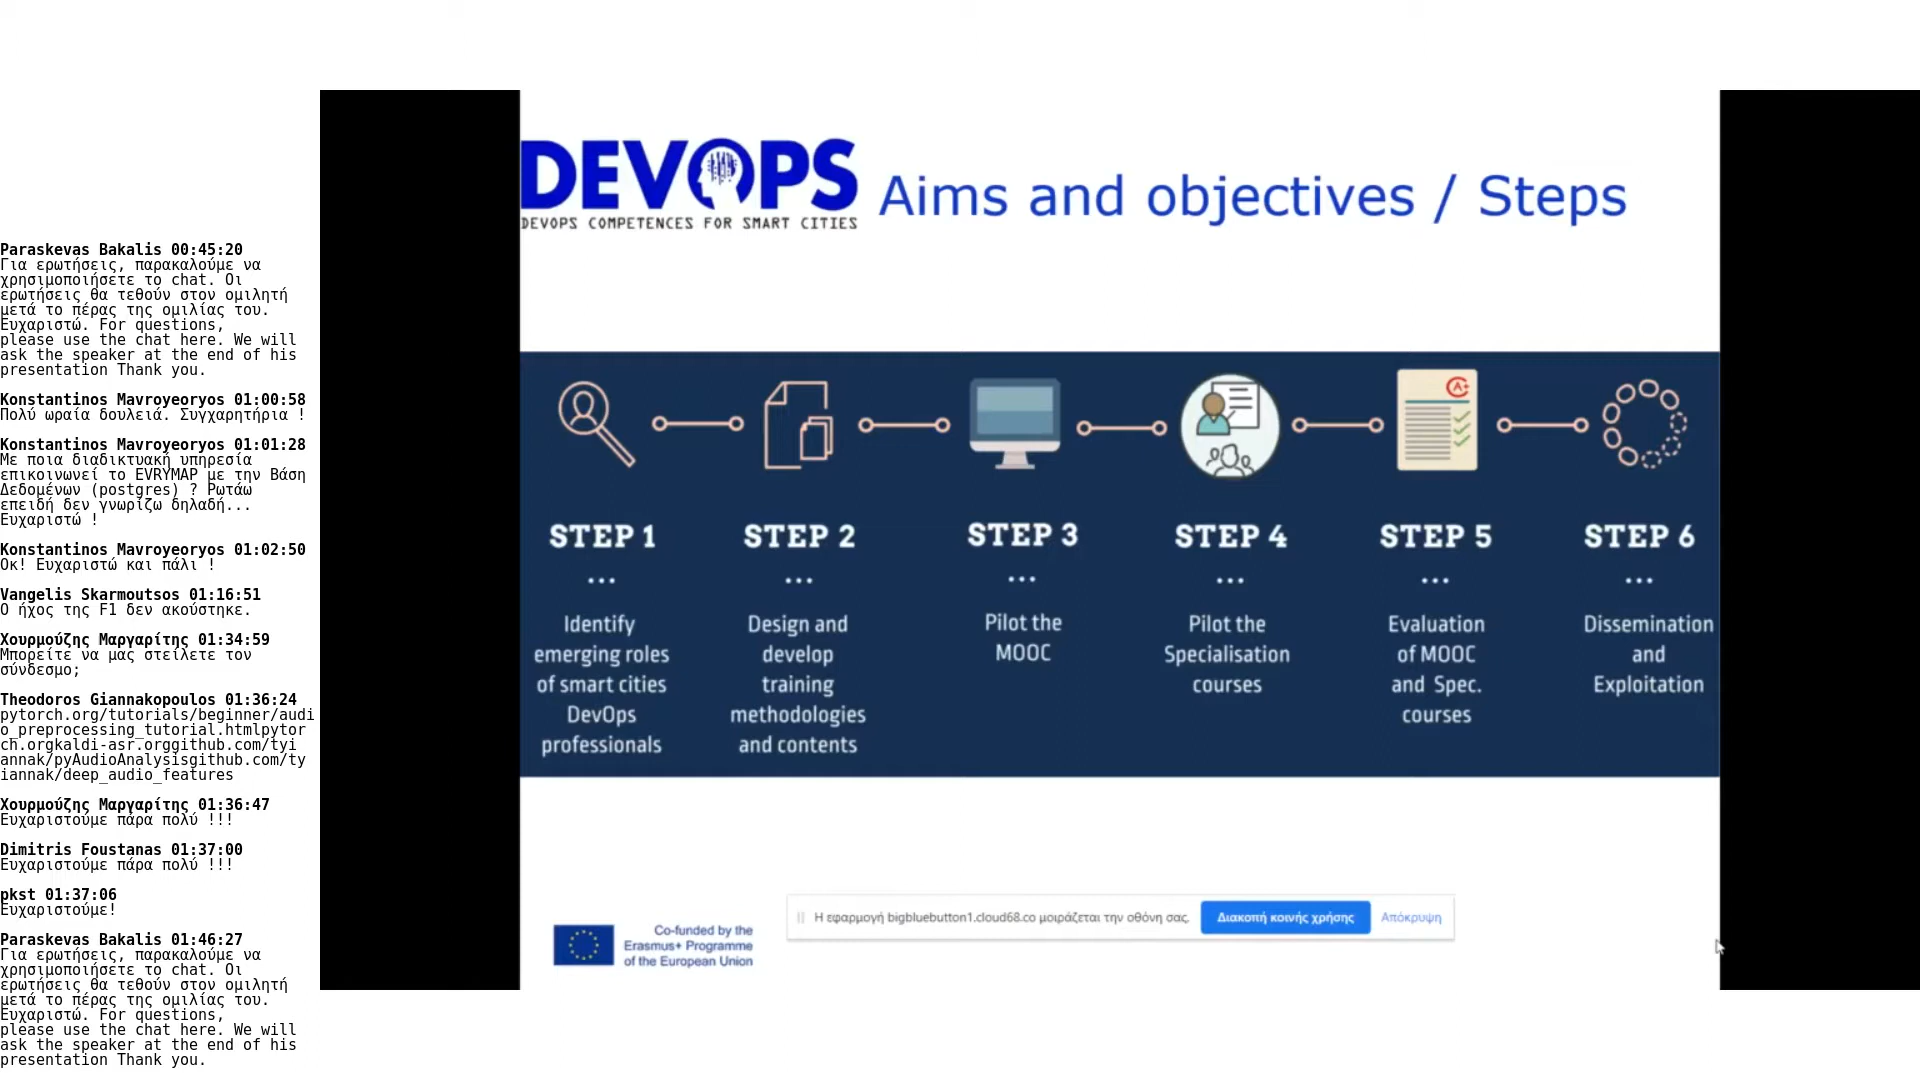 Paraskevas Bakalis 00:45:20
Για ερωτήσεις, παρακαλούμε να
χρησιμοποιήσετε το chat. Οι
ερωτήσεις θα τεθούν στον ομιλητή
μετά το πέρας της ομιλίας του.
Ευχαριστώ. For questions,
please use the chat here. We will
ask the speaker at the end of his
presentation Thank you.
Konstantinos Mavroyeoryos 01:00:58
Πολύ ωραία δουλειά. Συγχαρητήρια !
Konstantinos Mavroyeoryos 01:01:28
Με ποια διαδικτυακή υπηρεσία
επικοινωνεί το EVRYMAP με την Βάση
Δεδομένων (postgres) ? Ρωτάω
επειδή δεν γνωρίζω δηλαδή...
Ευχαριστώ !
Konstantinos Mavroyeoryos 01:02:50
Οκ! Ευχαριστώ και πάλι !
Vangelis Skarmoutsos 01:16:51
Ο ήχος της F1 δεν ακούστηκε.
Χουρμούζης Μαργαρίτης 01:34:59
Μπορείτε να μας στείλετε τον
σύνδεσμο;
Theodoros Giannakopoulos 01:36:24
pytorch.org/tutorials/beginner/audi
o_preprocessing_tutorial.htmlpytor
ch.orgkaldi-asr.orggithub.com/tyi
annak/pyAudioAnalysisgithub.com/ty
iannak/deep_audio_features
Χουρμούζης Μαργαρίτης 01:36:47
Ευχαριστούμε πάρα πολύ !!!
Dimitris Foustanas 01:37:00
Ευχαριστούμε πάρα πολύ !!!
pkst 01:37:06
Ευχαριστούμε!
Paraskevas Bakalis 01:46:27
Για ερωτήσεις, παρακαλούμε να
χρησιμοποιήσετε το chat. Οι
ερωτήσεις θα τεθούν στον ομιλητή
μετά το πέρας της ομιλίας του.
Ευχαριστώ. For questions,
please use the chat here. We will
ask the speaker at the end of his
presentation Thank you.
DEVOPS
DEVOPS COMPETENCES FOR SMART CITIES
Aims and objectives / Steps
A+
STEP 1
...
Identify
emerging roles
of smart cities
DevOps
professionals
STEP 2
...
Design and
develop
training
methodologies
and contents
STEP 3
...
Pilot the
MOOC
STEP 4
...
Pilot the
Specialisation
courses
STEP 5
...
Evaluation
of MOOC
and Spec.
courses
STEP 6
...
Dissemination
and
Exploitation
Co-funded by the
Erasmus+ Programme
of the European Union
Η εφαρμογή bigbluebutton1.cloud68.co μοιράζεται την οθόνη σας. Διακοπή κοινής χρήσης Απόκρυψη